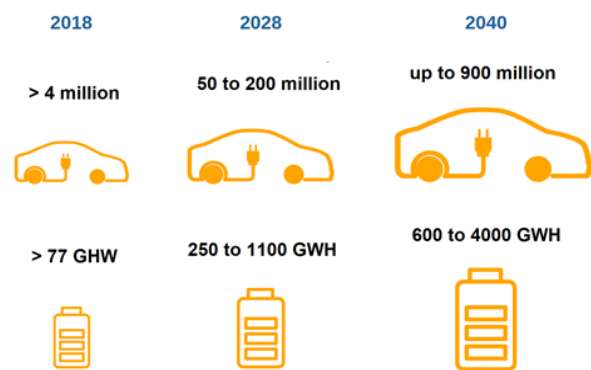 2018
2028
2040
> 4 million
50 to 200 million
up to 900 million
> 77 GHW
250 to 1100 GWH
600 to 4000 GWH